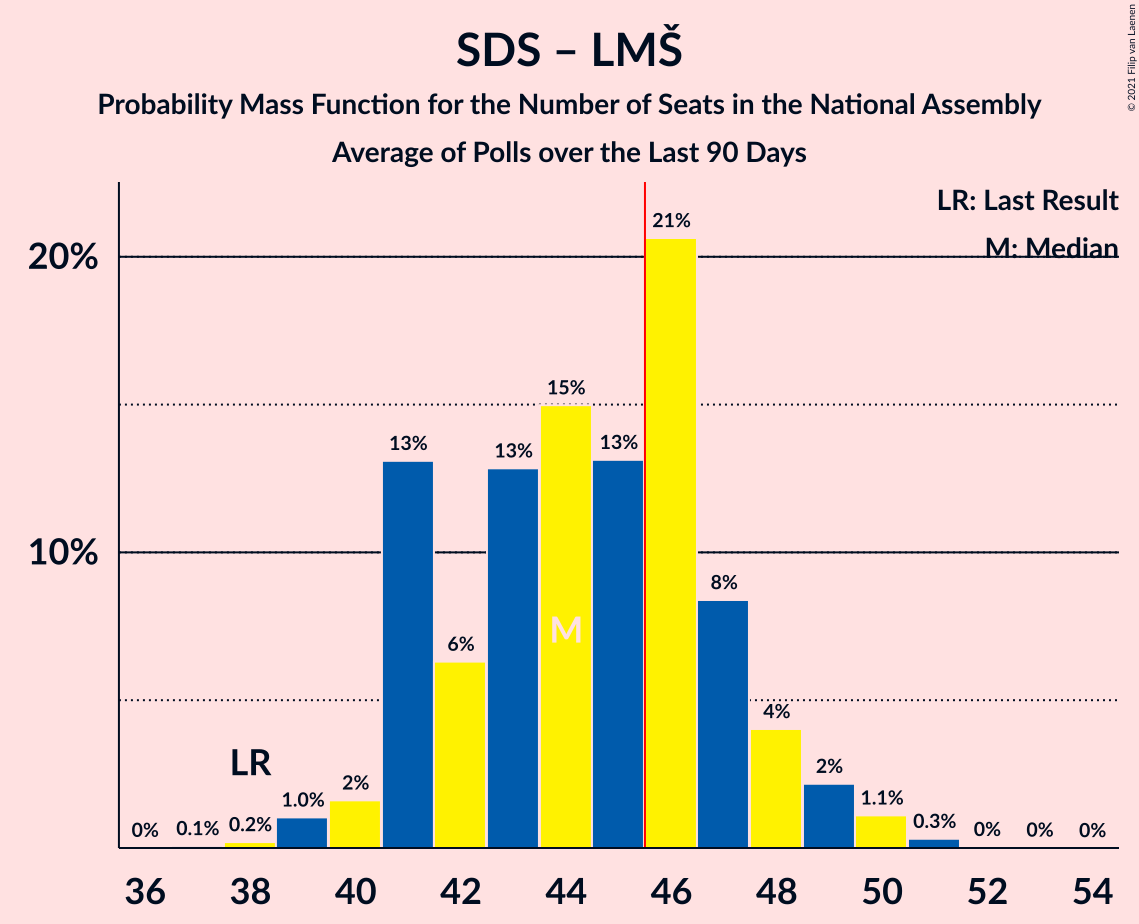 SDS – LMŠ
Probability Mass Function for the Number of Seats in the National Assembly
Average of Polls over the Last 90 Days
© 2021 Filip van Laenen
LR: Last Result
M: Median
20%
10%
0%
0.1%
0.2%
1.0%
2%
13%
6%
13%
15%
13%
21%
8%
4%
2%
1.1%
0.3%
0%
0%
0%
LR
M
36 38 40 42 44 46 48 50 52 54